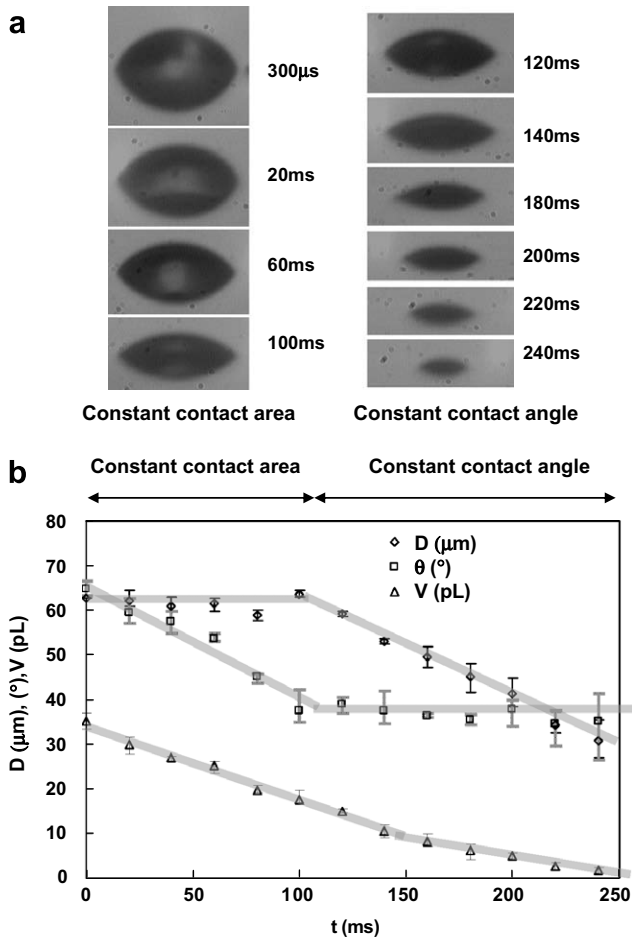 a
300µs
20ms
60ms
100ms
Constant contact area
120ms
140ms
180ms
200ms
220ms
240ms
Constant contact angle
b
Constant contact area
Constant contact angle
D (µm)
θ (°)
V (pL)
D (µm), (°),V (pL)
80
70
60
50
40
30
20
10
0
0
50
100
150
200
250
t (ms)